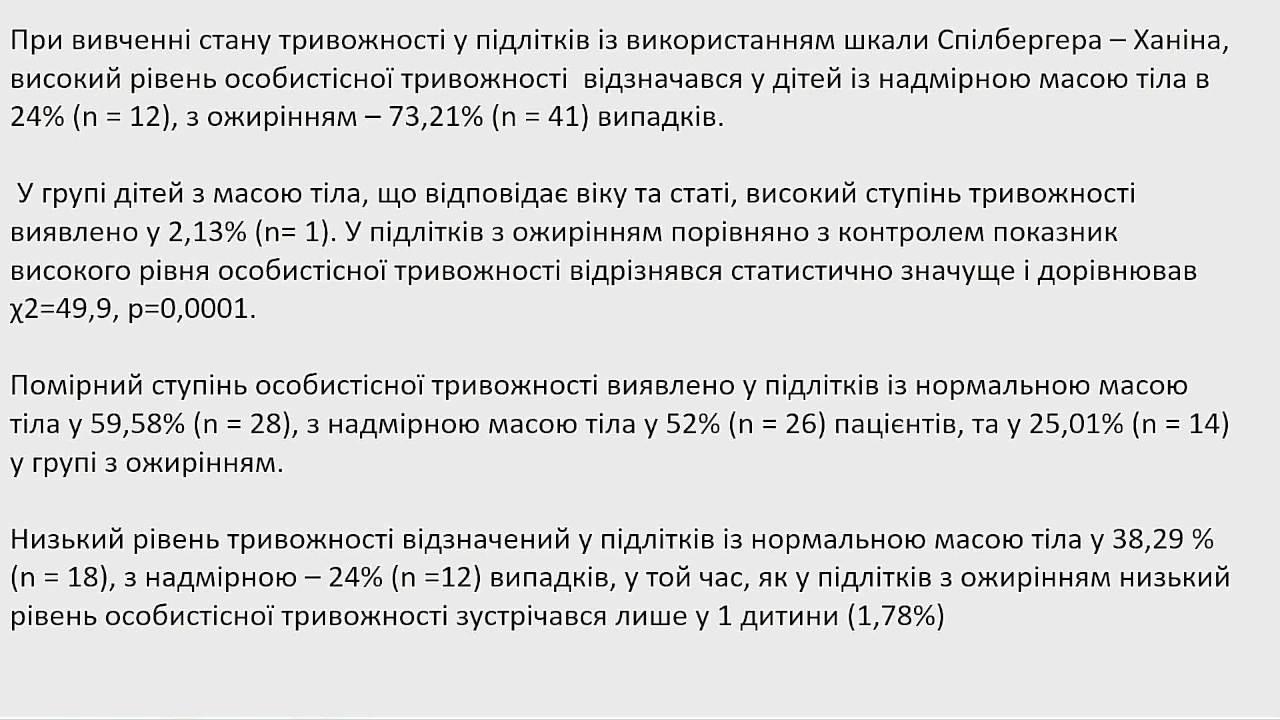 При вивченні стану тривожності у підлітків із використанням шкали Спілбергера – Ханіна,
високий рівень особистісної тривожності  відзначався у дітей із надмірною масою тіла в
24% (n = 12), з ожирінням – 73,21% (n = 41) випадків.
У групі дітей з масою тіла, що відповідає віку та статі, високий ступінь тривожності
виявлено у 2,13% (n= 1). У підлітків з ожирінням порівняно з контролем показник
високого рівня особистісної тривожності відрізнявся статистично значуще і дорівнював
χ2=49,9, p=0,0001.
Помірний ступінь особистісної тривожності виявлено у підлітків із нормальною масою
тіла у 59,58% (n = 28), з надмірною масою тіла у 52% (n = 26) пацієнтів, та у 25,01% (n = 14)
у групі з ожирінням.
Низький рівень тривожності відзначений у підлітків із нормальною масою тіла у 38,29 %
(n = 18), з надмірною – 24% (n =12) випадків, у той час, як у підлітків з ожирінням низький
рівень особистісної тривожності зустрічався лише у 1 дитини (1,78%)